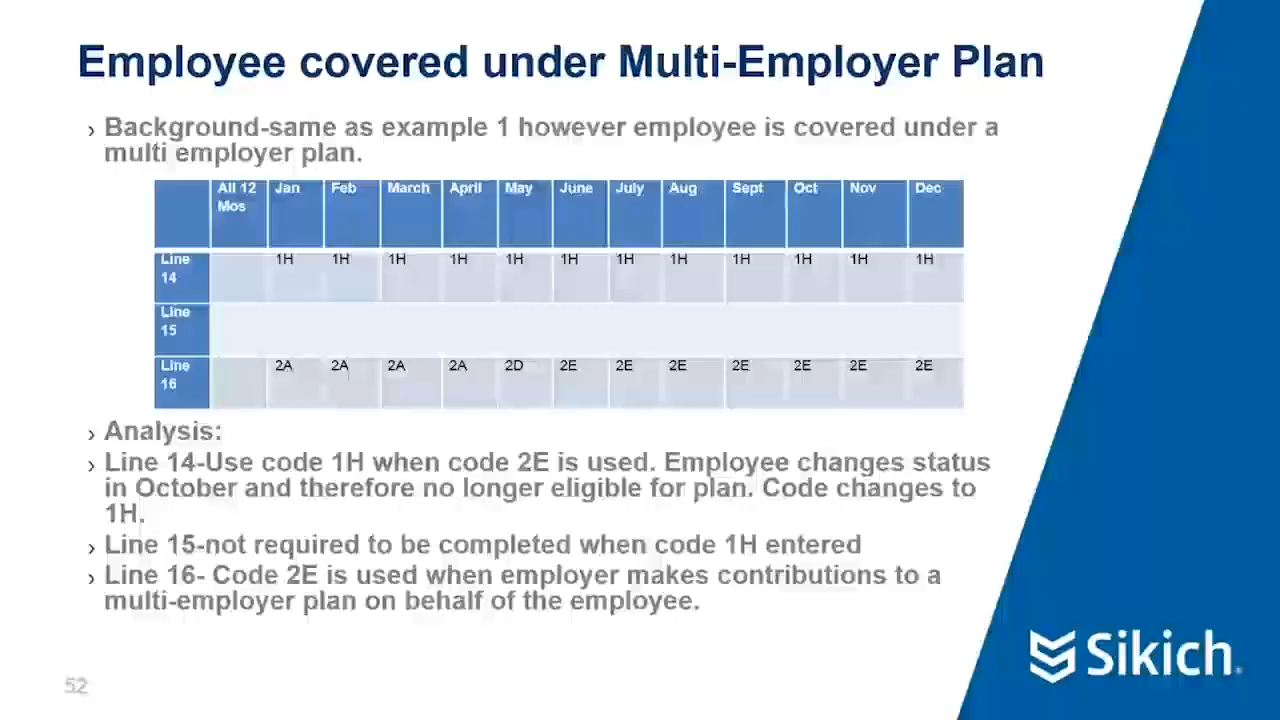 Employee covered under Multi-Employer Plan
› Background-same as example 1 however employee is covered under a
multi employer plan.
All 12 Mos Jan Feb March April May June July Aug Sept Oct Nov Dec
Line 14 1H 1H 1H 1H 1H 1H 1H 1H 1H 1H 1H 1H
Line 15
Line 16 2A 2A 2A 2A 2D 2E 2E 2E 2E 2E 2E 2E
› Analysis:
› Line 14-Use code 1H when code 2E is used. Employee changes status
in October and therefore no longer eligible for plan. Code changes to
1H.
› Line 15-not required to be completed when code 1H entered
› Line 16- Code 2E is used when employer makes contributions to a
multi-employer plan on behalf of the employee.
Sikich.
52